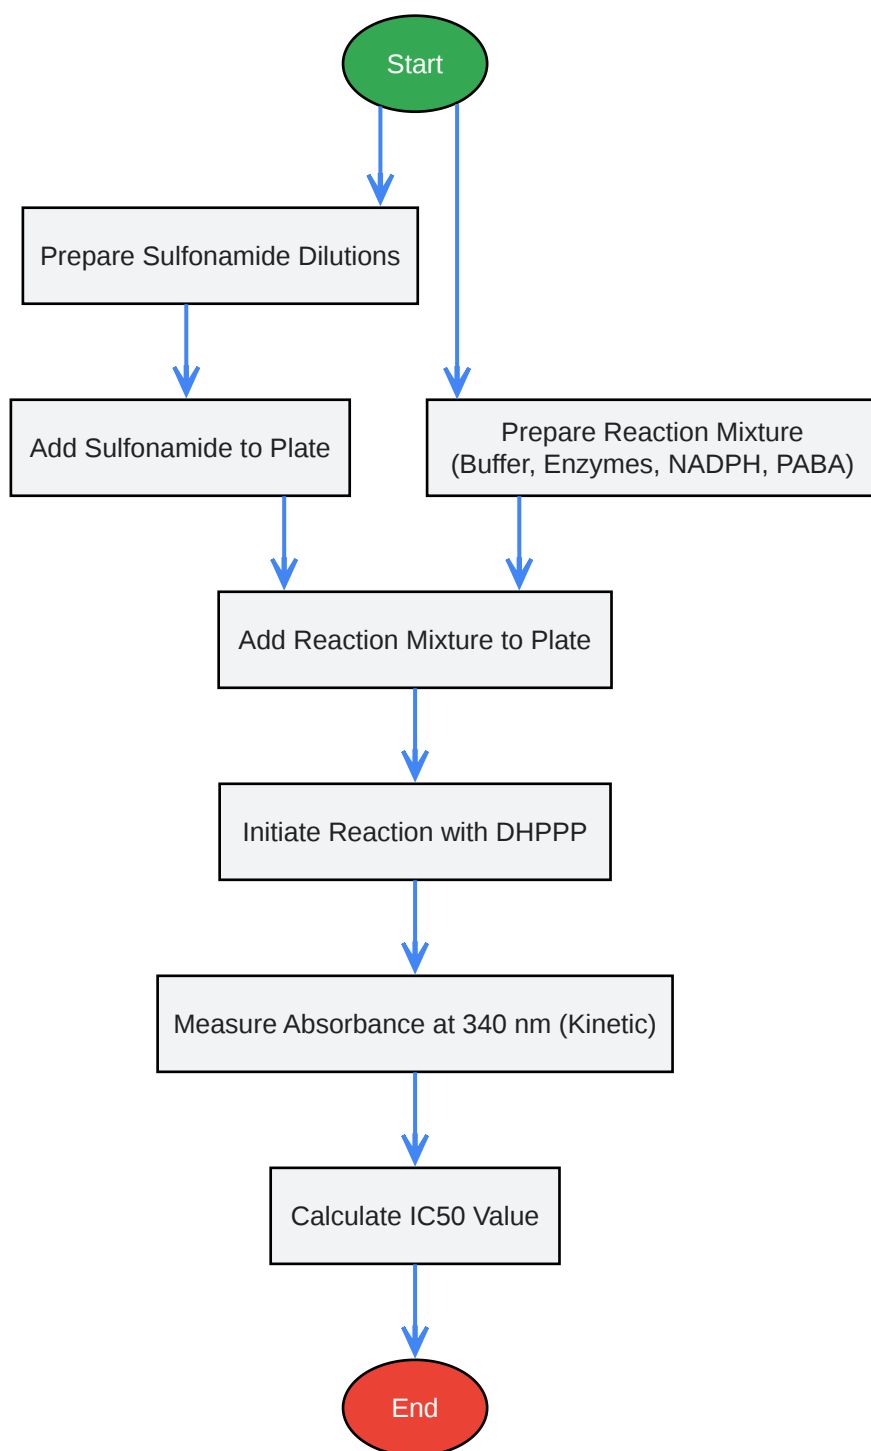 Start
Prepare Sulfonamide Dilutions
Add Sulfonamide to Plate
Prepare Reaction Mixture
(Buffer, Enzymes, NADPH, PABA)
Add Reaction Mixture to Plate
Initiate Reaction with DHPPP
Measure Absorbance at 340 nm (Kinetic)
Calculate IC50 Value
End